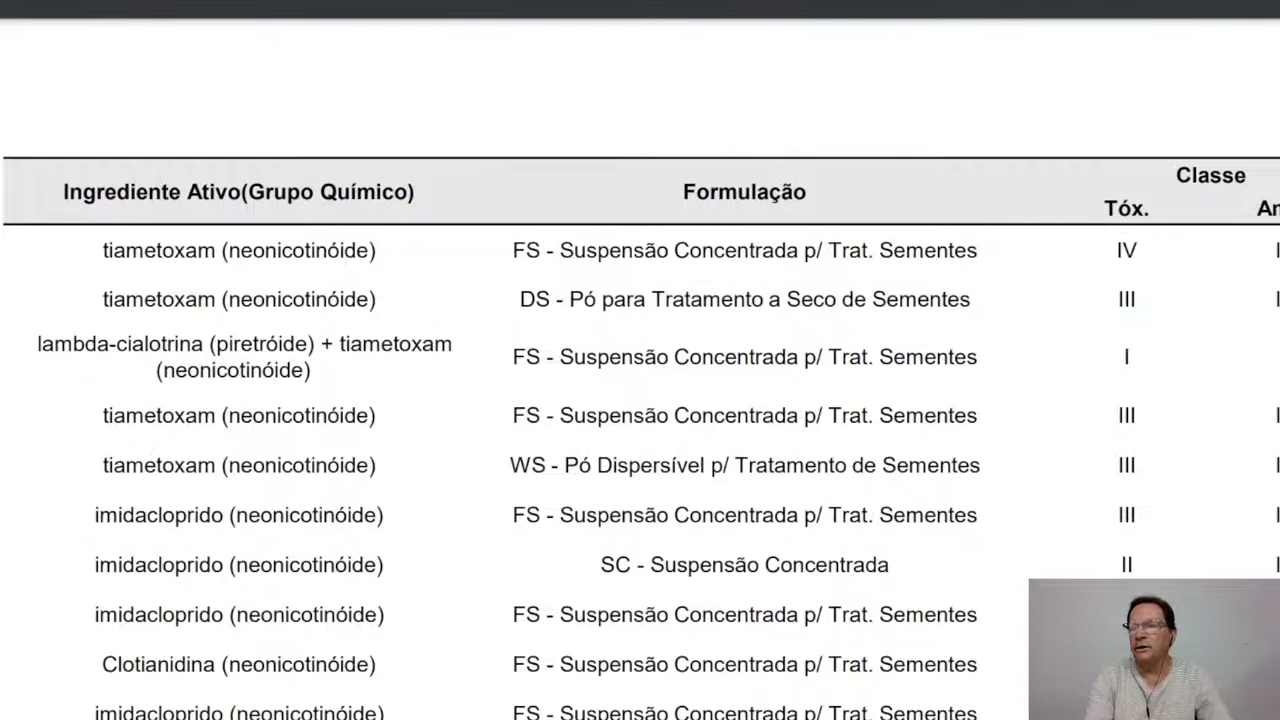 Classe
Ingrediente Ativo(Grupo Químico) Formulação Tóx.
tiametoxam (neonicotinóide) FS - Suspensão Concentrada p/ Trat. Sementes IV
tiametoxam (neonicotinóide) DS - Pó para Tratamento a Seco de Sementes III
lambda-cialotrina (piretróide) + tiametoxam
(neonicotinóide) FS - Suspensão Concentrada p/ Trat. Sementes I
tiametoxam (neonicotinóide) FS - Suspensão Concentrada p/ Trat. Sementes III
tiametoxam (neonicotinóide) WS - Pó Dispersível p/ Tratamento de Sementes III
imidacloprido (neonicotinóide) FS - Suspensão Concentrada p/ Trat. Sementes III
imidacloprido (neonicotinóide) SC - Suspensão Concentrada II
imidacloprido (neonicotinóide) FS - Suspensão Concentrada p/ Trat. Sementes
Clotianidina (neonicotinóide) FS - Suspensão Concentrada p/ Trat. Sementes
imidacloprido (neonicotinóide) FS - Suspensão Concentrada p/ Trat. Sementes